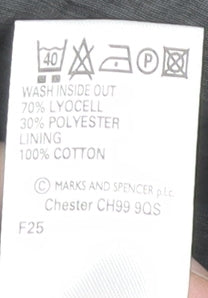 40 P
WASH INSIDE OUT
70% LYOCELL
30% POLYESTER
LINING
100% COTTON
© MARKS AND SPENCER p.l.c.
Chester CH99 9QS
F25